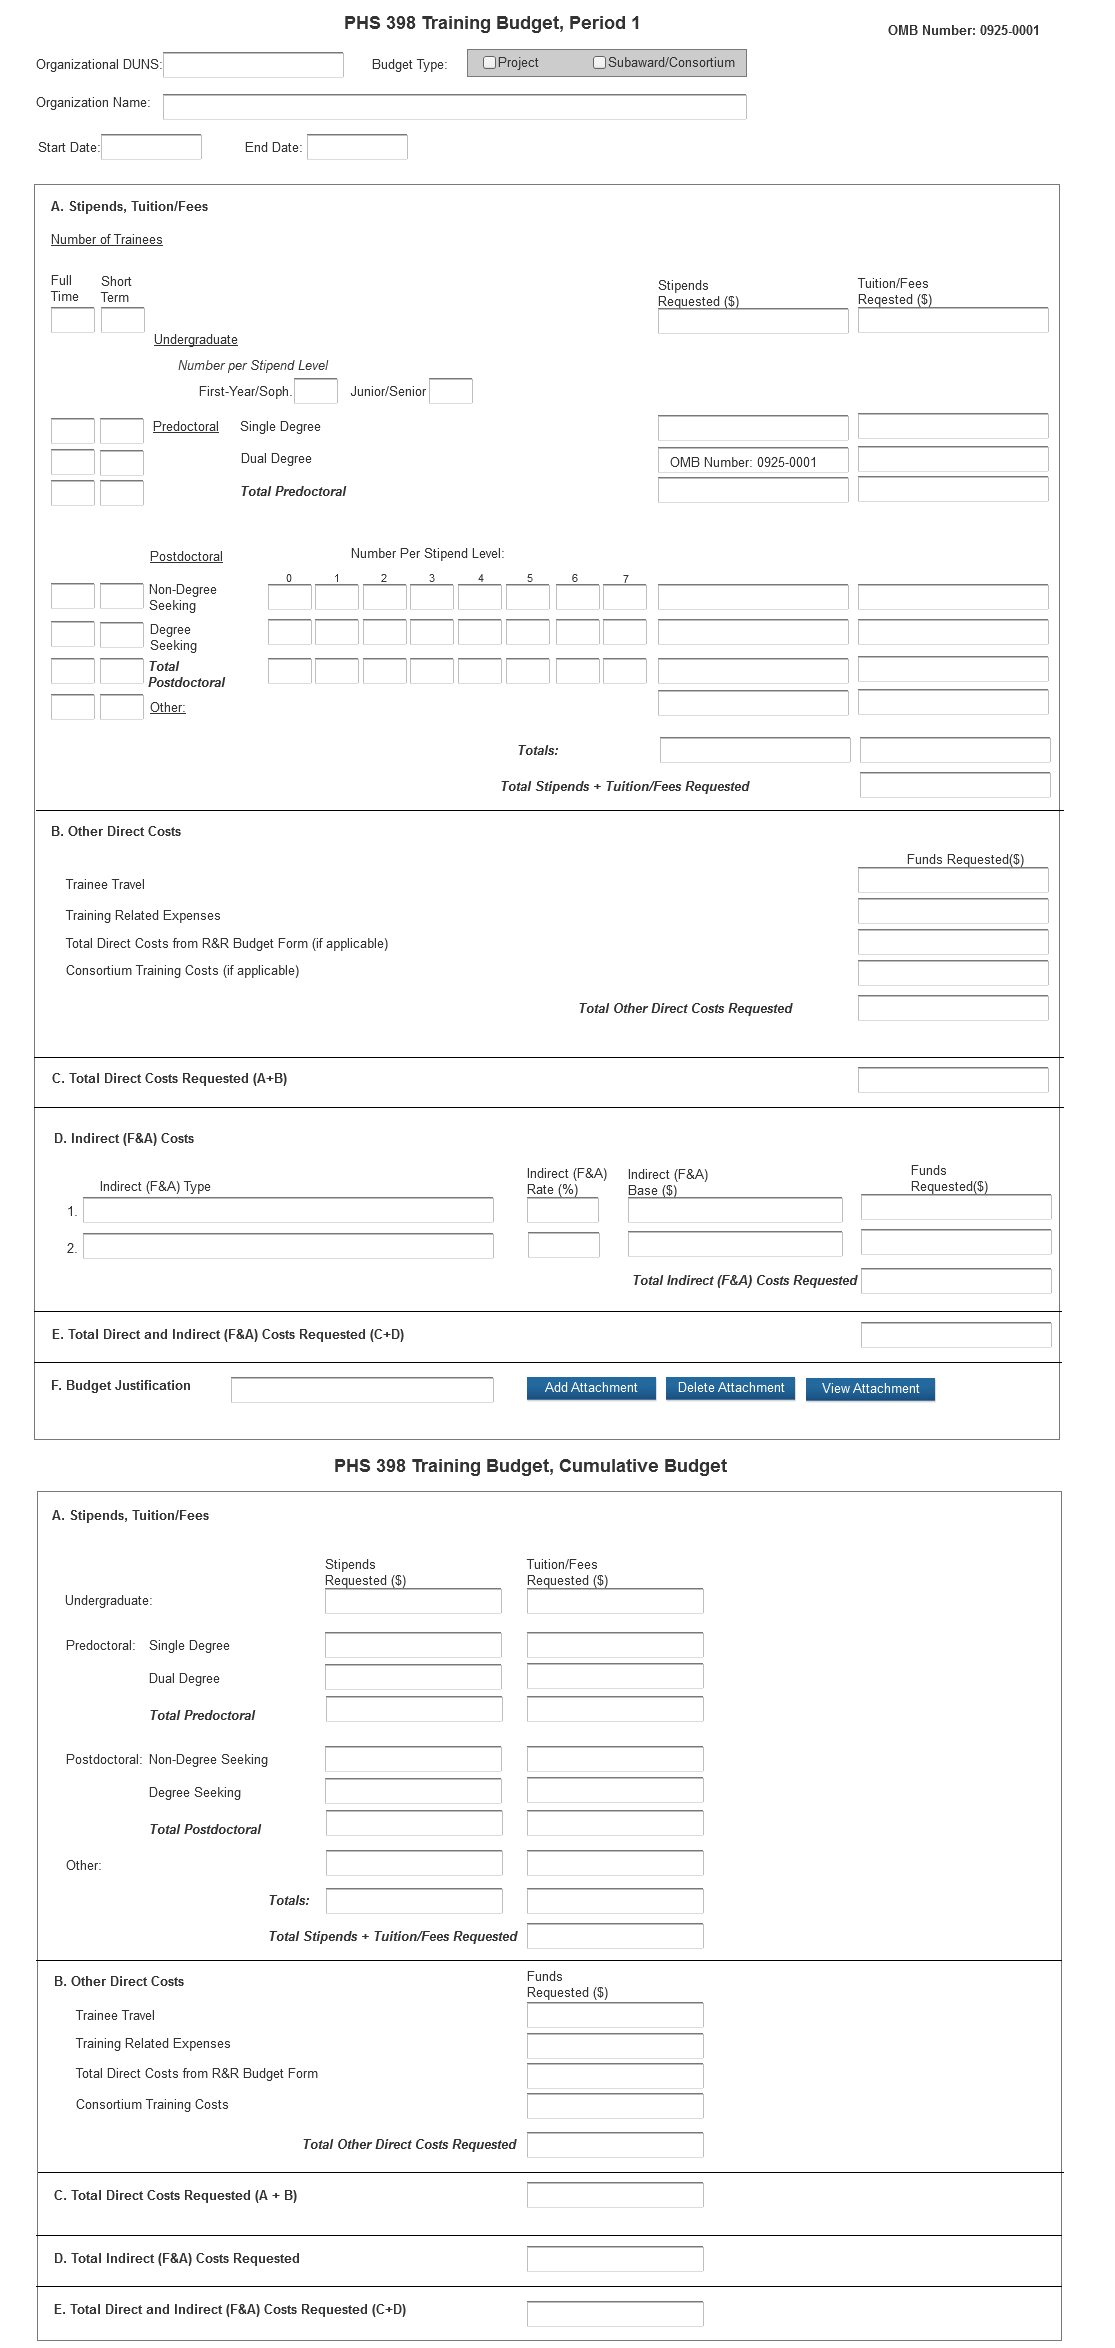 PHS 398 Training Budget, Period 1
OMB Number: 0925-0001
Organizational DUNS:
Budget Type:
Project
Subaward/Consortium
Organization Name:
Start Date:
End Date:
A. Stipends, Tuition/Fees
Number of Trainees
Full
Time
Short
Term
Stipends
Requested ($)
Tuition/Fees
Reqested ($)
Undergraduate
Number per Stipend Level
First-Year/Soph.
Junior/Senior
Predoctoral
Single Degree
Dual Degree
OMB Number: 0925-0001
Total Predoctoral
Postdoctoral
Number Per Stipend Level:
0 1 2 3 4 5 6 7
Non-Degree
Seeking
Degree
Seeking
Total
Postdoctoral
Other:
Totals:
Total Stipends + Tuition/Fees Requested
B. Other Direct Costs
Funds Requested($)
Trainee Travel
Training Related Expenses
Total Direct Costs from R&R Budget Form (if applicable)
Consortium Training Costs (if applicable)
Total Other Direct Costs Requested
C. Total Direct Costs Requested (A+B)
D. Indirect (F&A) Costs
Indirect (F&A) Type
Indirect (F&A)
Rate (%)
Indirect (F&A)
Base ($)
Funds
Requested($)
1.
2.
Total Indirect (F&A) Costs Requested
E. Total Direct and Indirect (F&A) Costs Requested (C+D)
F. Budget Justification
Add Attachment
Delete Attachment
View Attachment
PHS 398 Training Budget, Cumulative Budget
A. Stipends, Tuition/Fees
Stipends
Requested ($)
Tuition/Fees
Requested ($)
Undergraduate:
Predoctoral: Single Degree
Dual Degree
Total Predoctoral
Postdoctoral: Non-Degree Seeking
Degree Seeking
Total Postdoctoral
Other:
Totals:
Total Stipends + Tuition/Fees Requested
B. Other Direct Costs
Funds
Requested ($)
Trainee Travel
Training Related Expenses
Total Direct Costs from R&R Budget Form
Consortium Training Costs
Total Other Direct Costs Requested
C. Total Direct Costs Requested (A + B)
D. Total Indirect (F&A) Costs Requested
E. Total Direct and Indirect (F&A) Costs Requested (C+D)